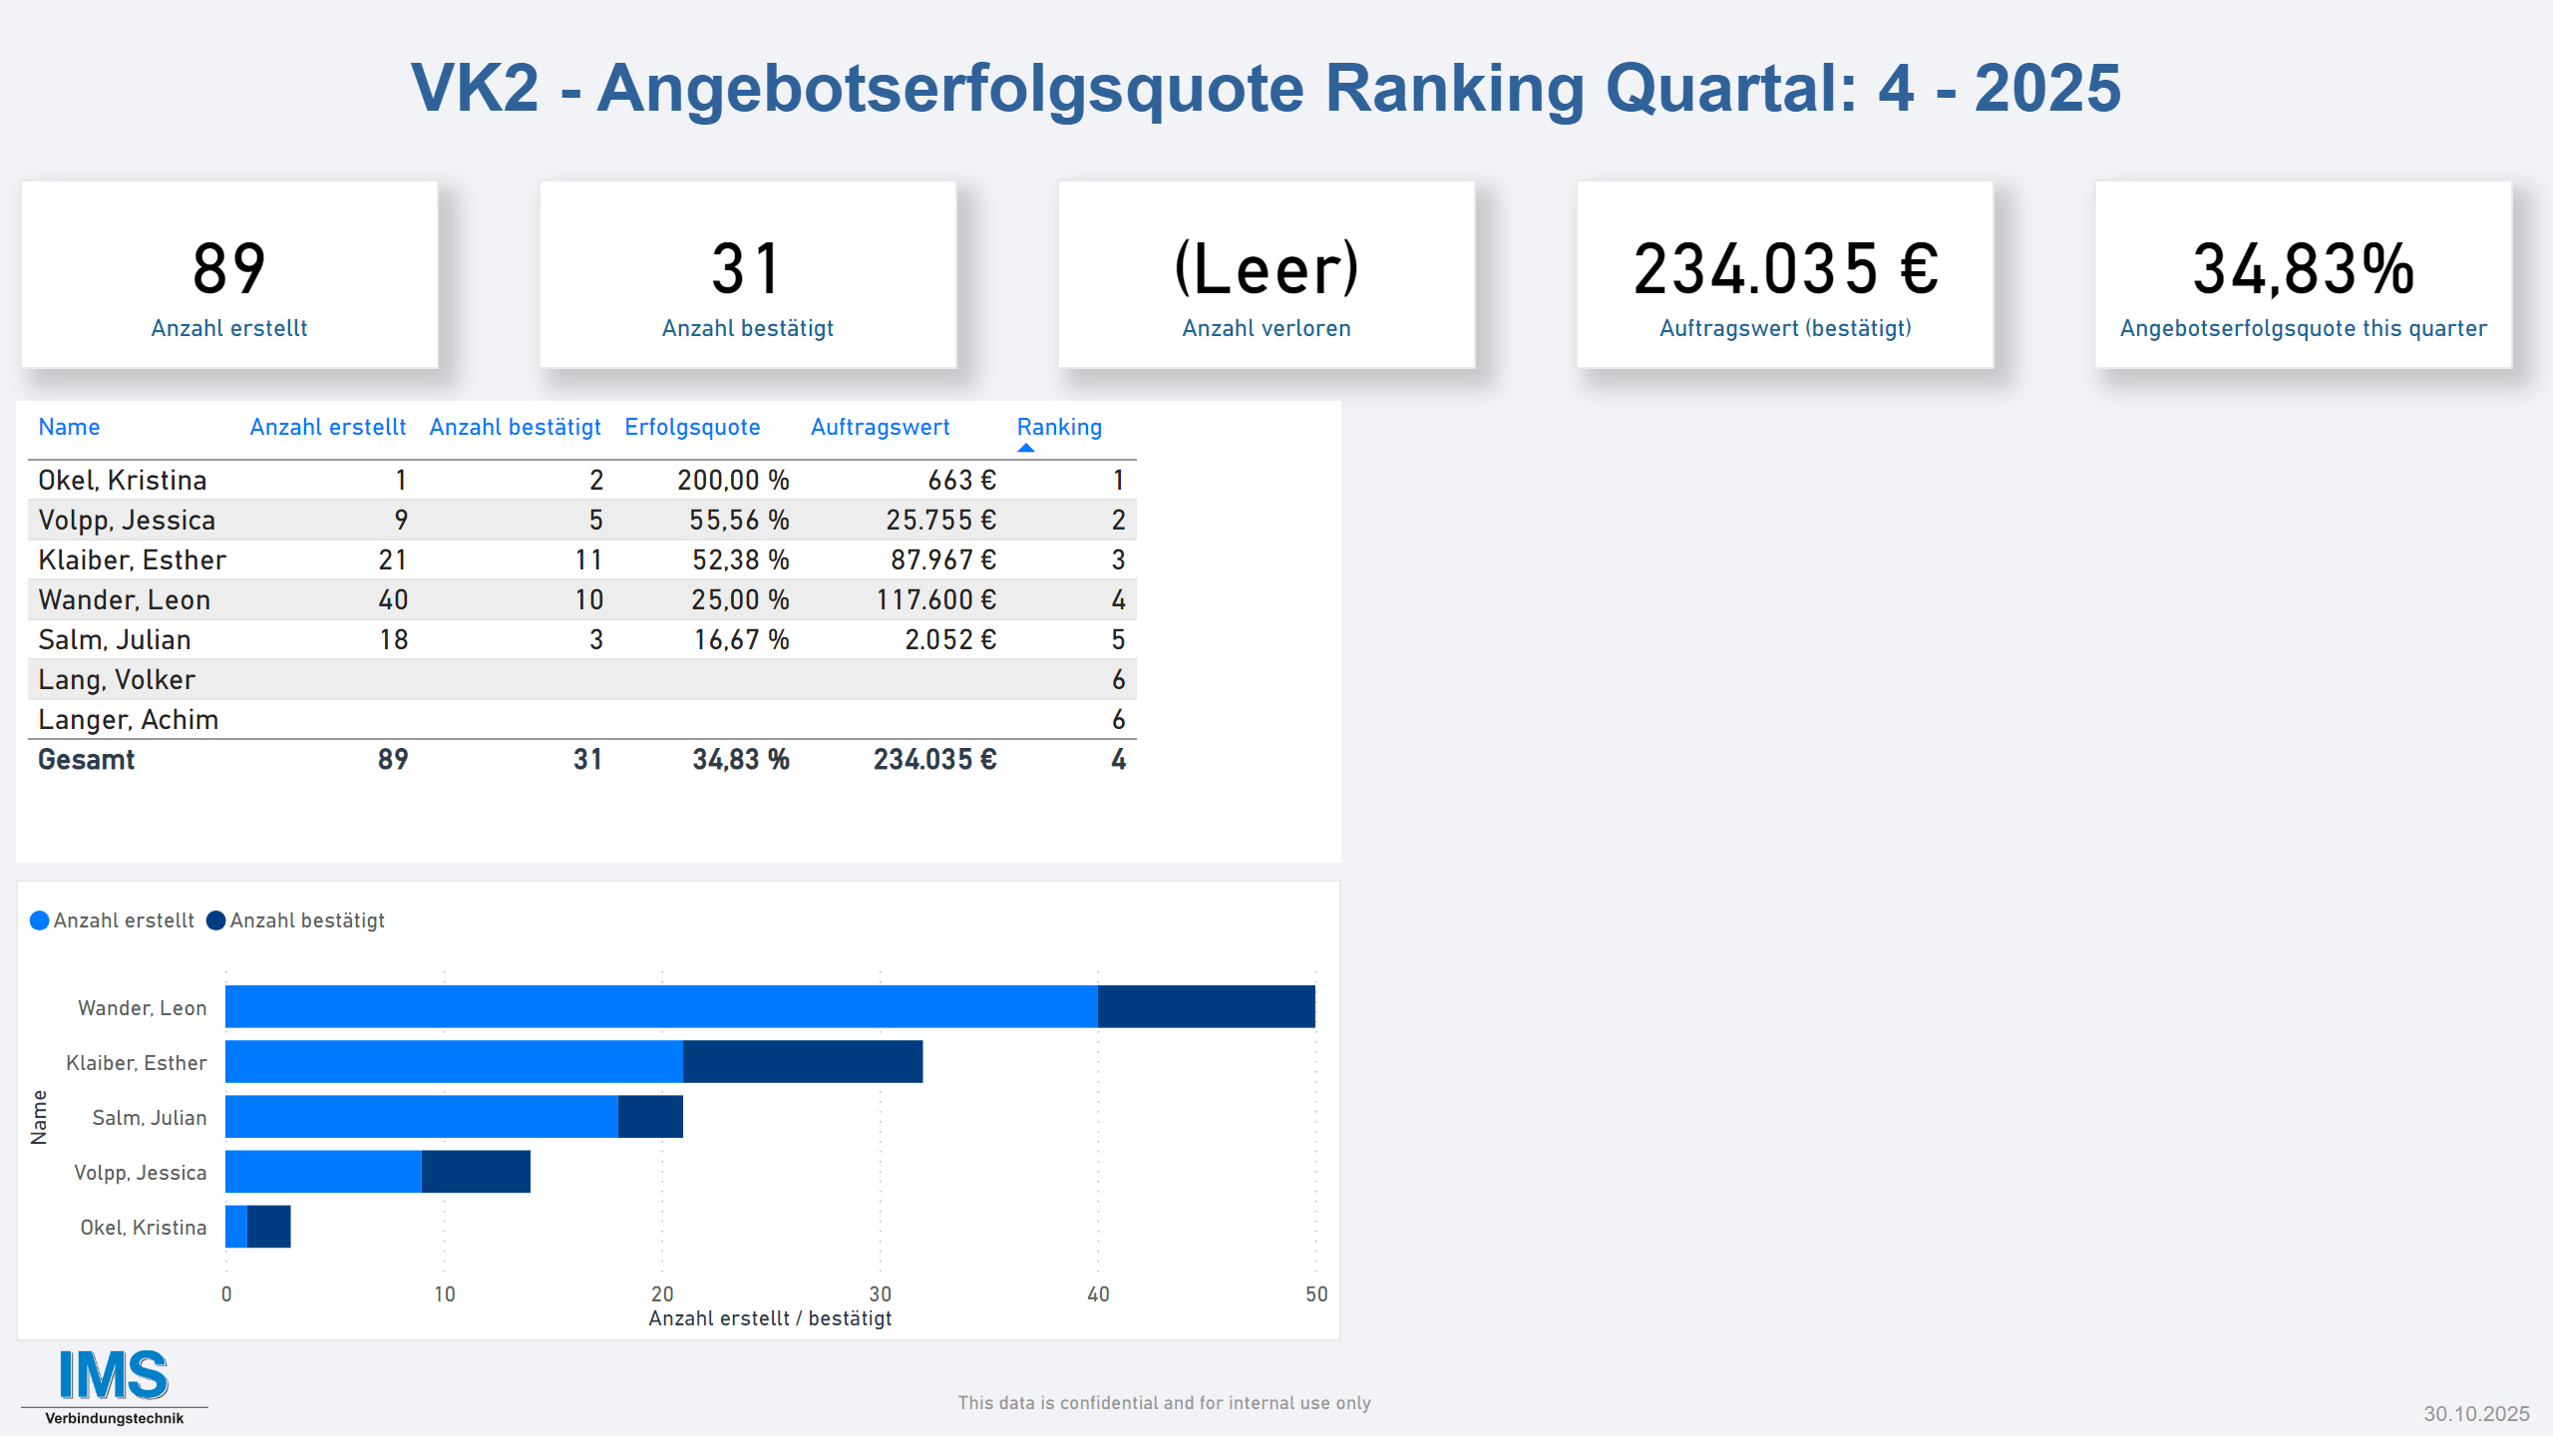 VK2 - Angebotserfolgsquote Ranking Quartal: 4 - 2025
89
Anzahl erstellt
31
Anzahl bestätigt
(Leer)
Anzahl verloren
234.035 €
Auftragswert (bestätigt)
34,83%
Angebotserfolgsquote this quarter
Name Anzahl erstellt Anzahl bestätigt Erfolgsquote Auftragswert Ranking
Okel, Kristina 1 2 200,00 % 663 € 1
Volpp, Jessica 9 5 55,56 % 25.755 € 2
Klaiber, Esther 21 11 52,38 % 87.967 € 3
Wander, Leon 40 10 25,00 % 117.600 € 4
Salm, Julian 18 3 16,67 % 2.052 € 5
Lang, Volker 6
Langer, Achim 6
Gesamt 89 31 34,83 % 234.035 € 4
Anzahl erstellt Anzahl bestätigt
Name
Wander, Leon
Klaiber, Esther
Salm, Julian
Volpp, Jessica
Okel, Kristina
0 10 20 30 40 50
Anzahl erstellt / bestätigt
IMS
Verbindungstechnik
This data is confidential and for internal use only
30.10.2025